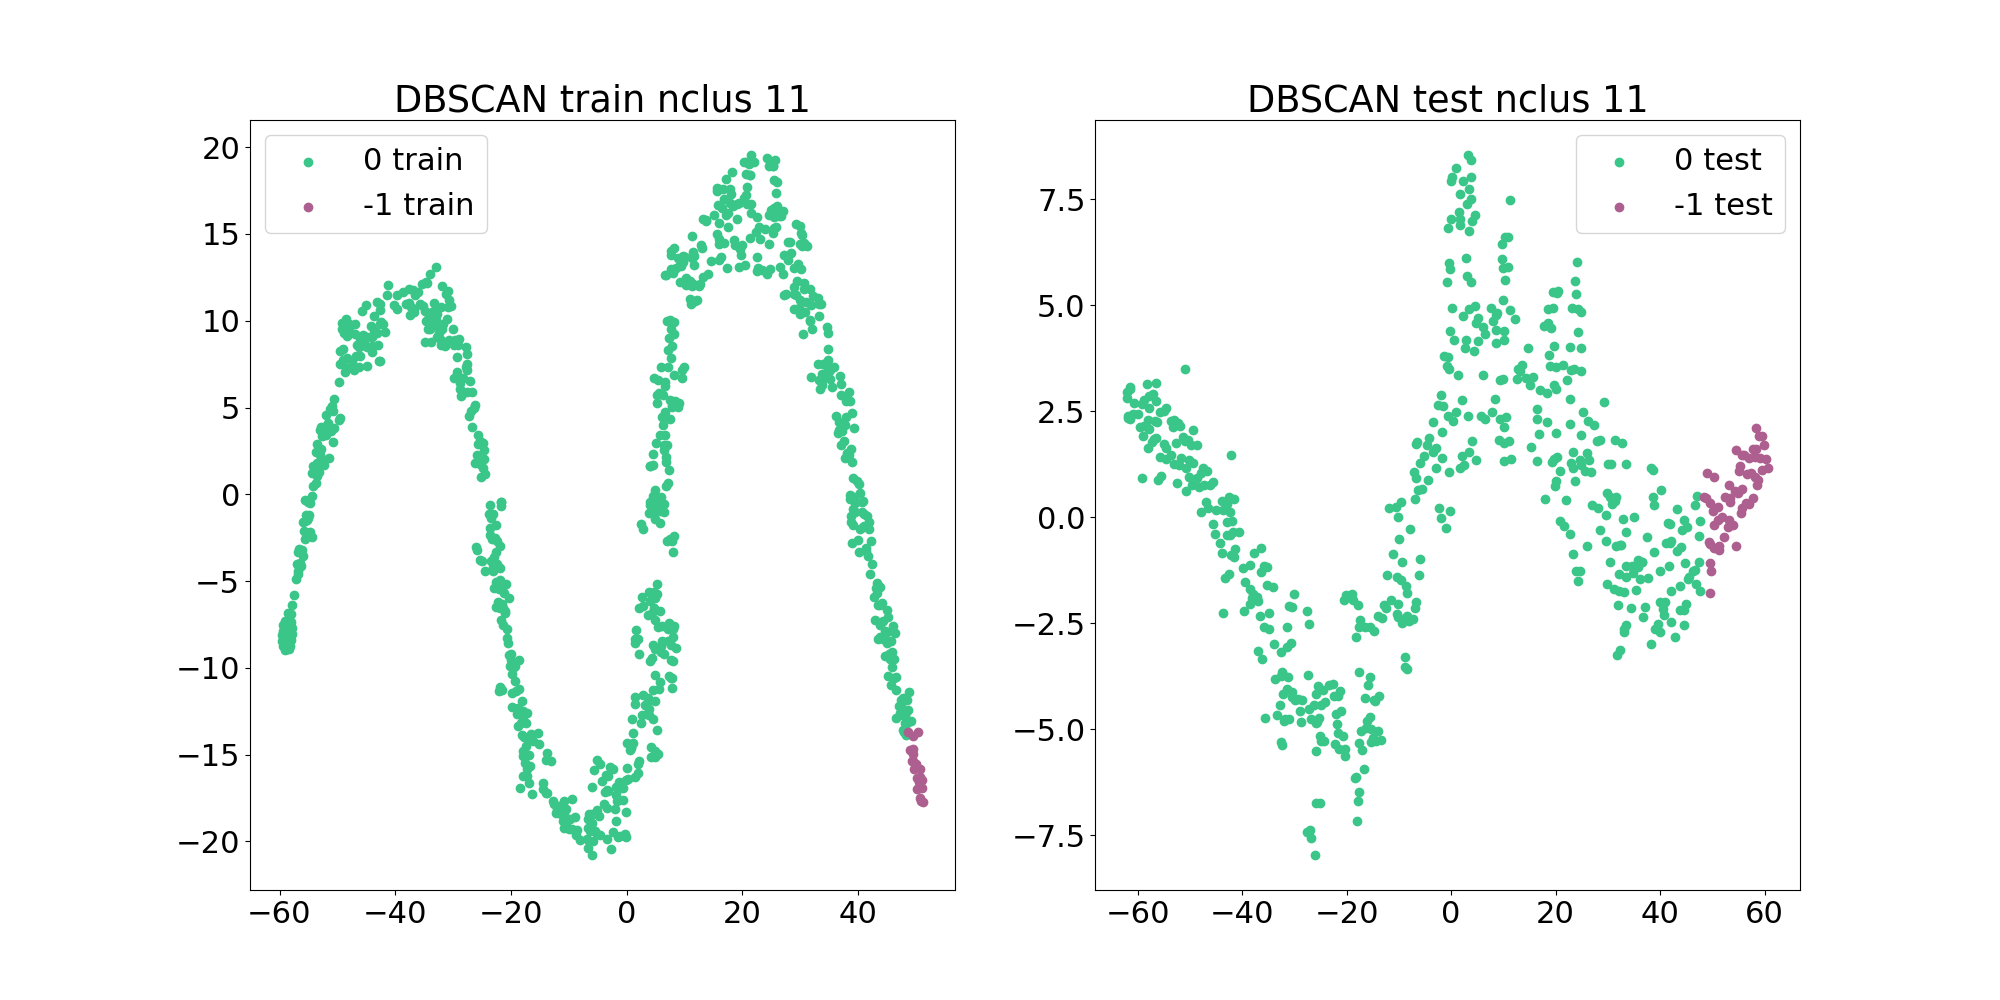 DBSCAN train nclus 11
0 train
-1 train
20
15
10
5
0
−5
−10
−15
−20
−60 −40 −20 0 20 40
DBSCAN test nclus 11
0 test
-1 test
7.5
5.0
2.5
0.0
−2.5
−5.0
−7.5
−60 −40 −20 0 20 40 60